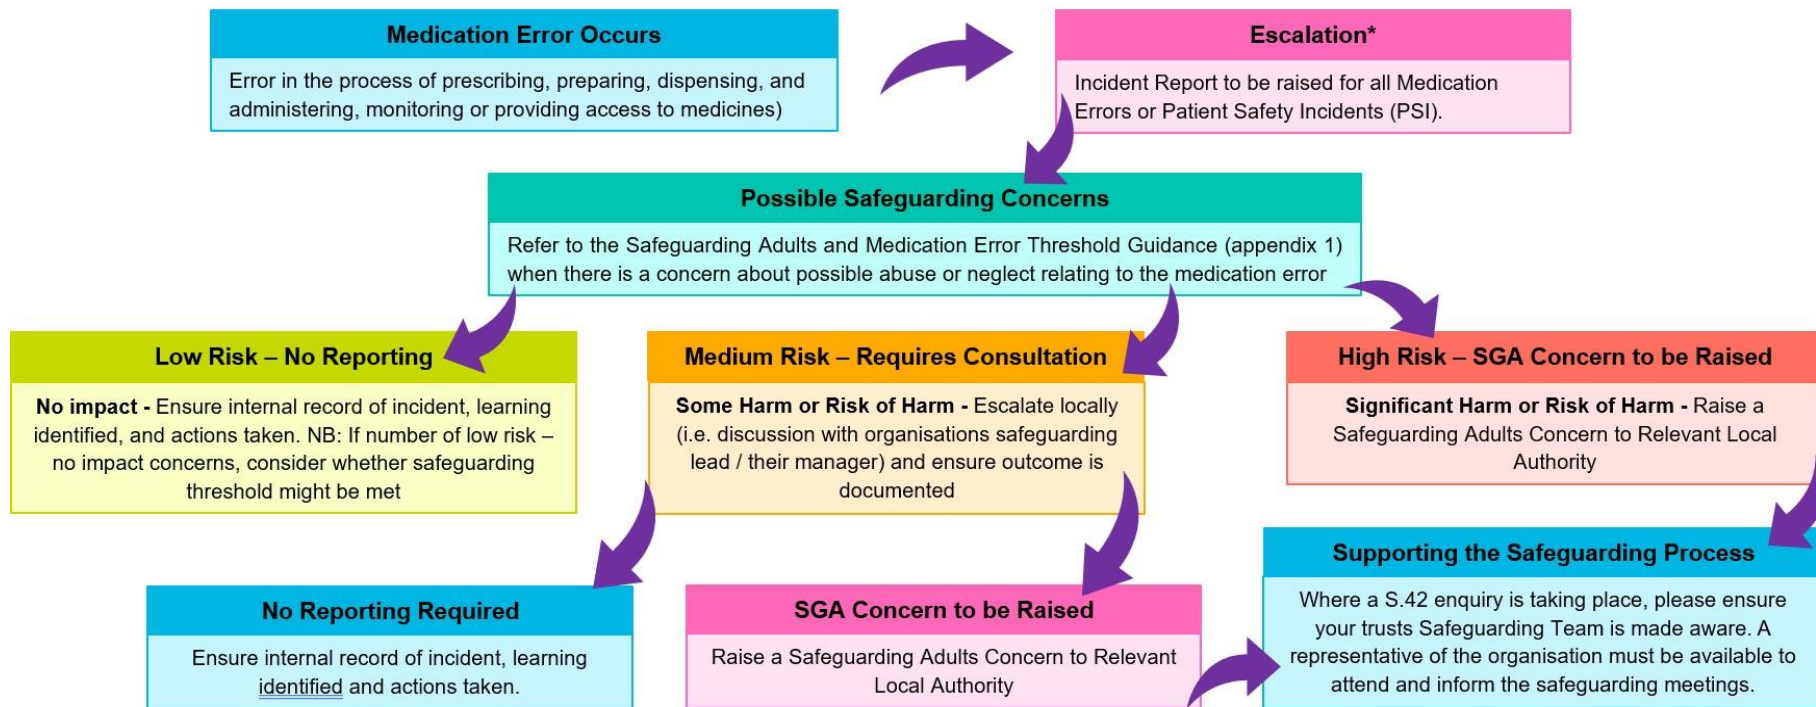 Medication Error Occurs
Error in the process of prescribing, preparing, dispensing, and
administering, monitoring or providing access to medicines)
Escalation*
Incident Report to be raised for all Medication
Errors or Patient Safety Incidents (PSI).
Possible Safeguarding Concerns
Refer to the Safeguarding Adults and Medication Error Threshold Guidance (appendix 1)
when there is a concern about possible abuse or neglect relating to the medication error
Low Risk – No Reporting
No impact - Ensure internal record of incident, learning
identified, and actions taken. NB: If number of low risk –
no impact concerns, consider whether safeguarding
threshold might be met
Medium Risk – Requires Consultation
Some Harm or Risk of Harm - Escalate locally
(i.e. discussion with organisations safeguarding
lead / their manager) and ensure outcome is
documented
High Risk – SGA Concern to be Raised
Significant Harm or Risk of Harm - Raise a
Safeguarding Adults Concern to Relevant Local
Authority
No Reporting Required
Ensure internal record of incident, learning
identified and actions taken.
SGA Concern to be Raised
Raise a Safeguarding Adults Concern to Relevant
Local Authority
Supporting the Safeguarding Process
Where a S.42 enquiry is taking place, please ensure
your trusts Safeguarding Team is made aware. A
representative of the organisation must be available to
attend and inform the safeguarding meetings.